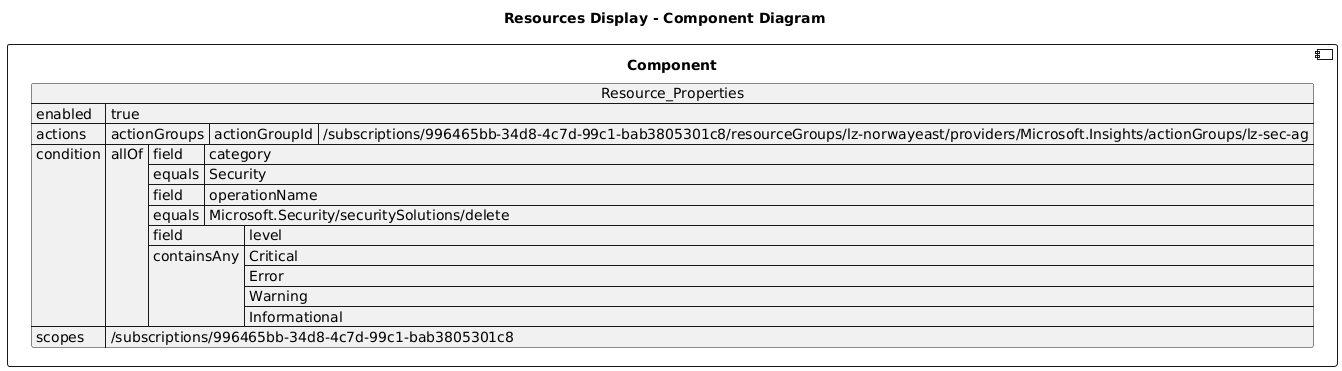 Resources Display - Component Diagram
Component
Resource_Properties
enabled true
actions actionGroups actionGroupId /subscriptions/996465bb-34d8-4c7d-99c1-bab3805301c8/resourceGroups/lz-norwayeast/providers/Microsoft.Insights/actionGroups/lz-sec-ag
condition allOf field category
equals Security
field operationName
equals Microsoft.Security/securitySolutions/delete
field level
containsAny Critical
Error
Warning
Informational
scopes /subscriptions/996465bb-34d8-4c7d-99c1-bab3805301c8